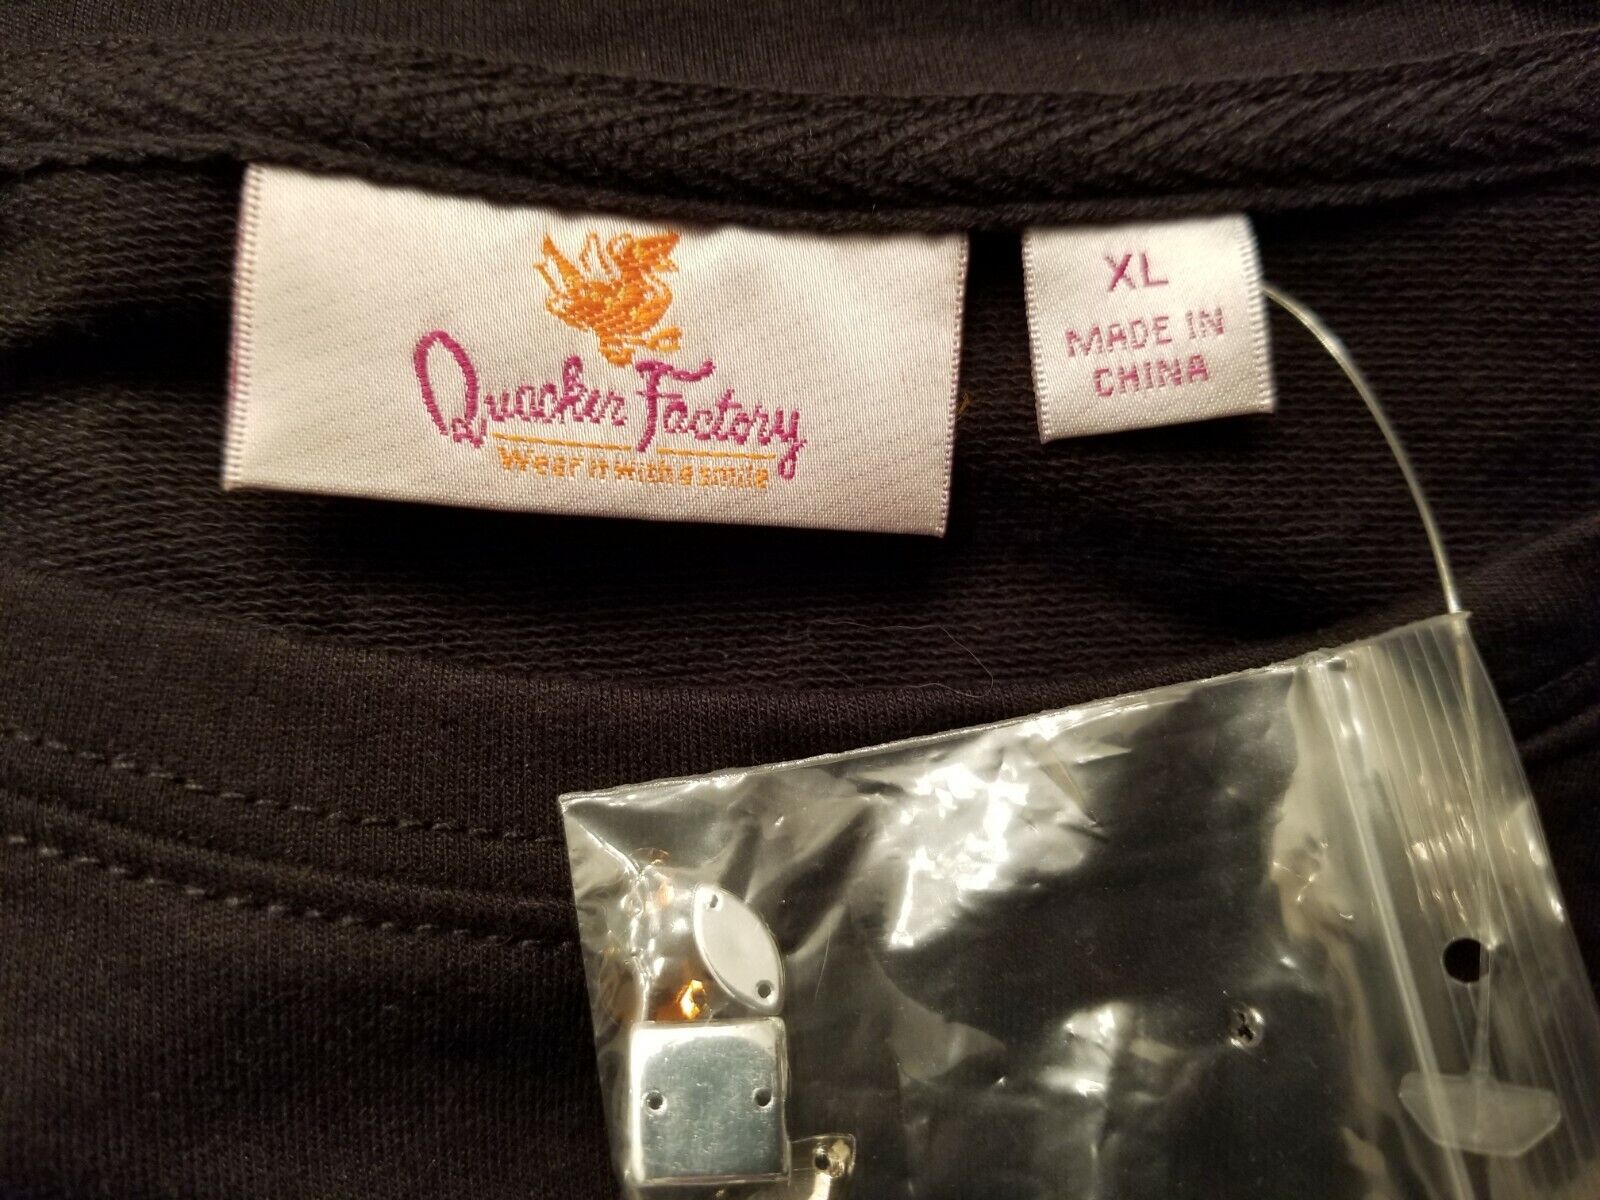 Quacker Factory
Wear it with a smile
XL
MADE IN
CHINA